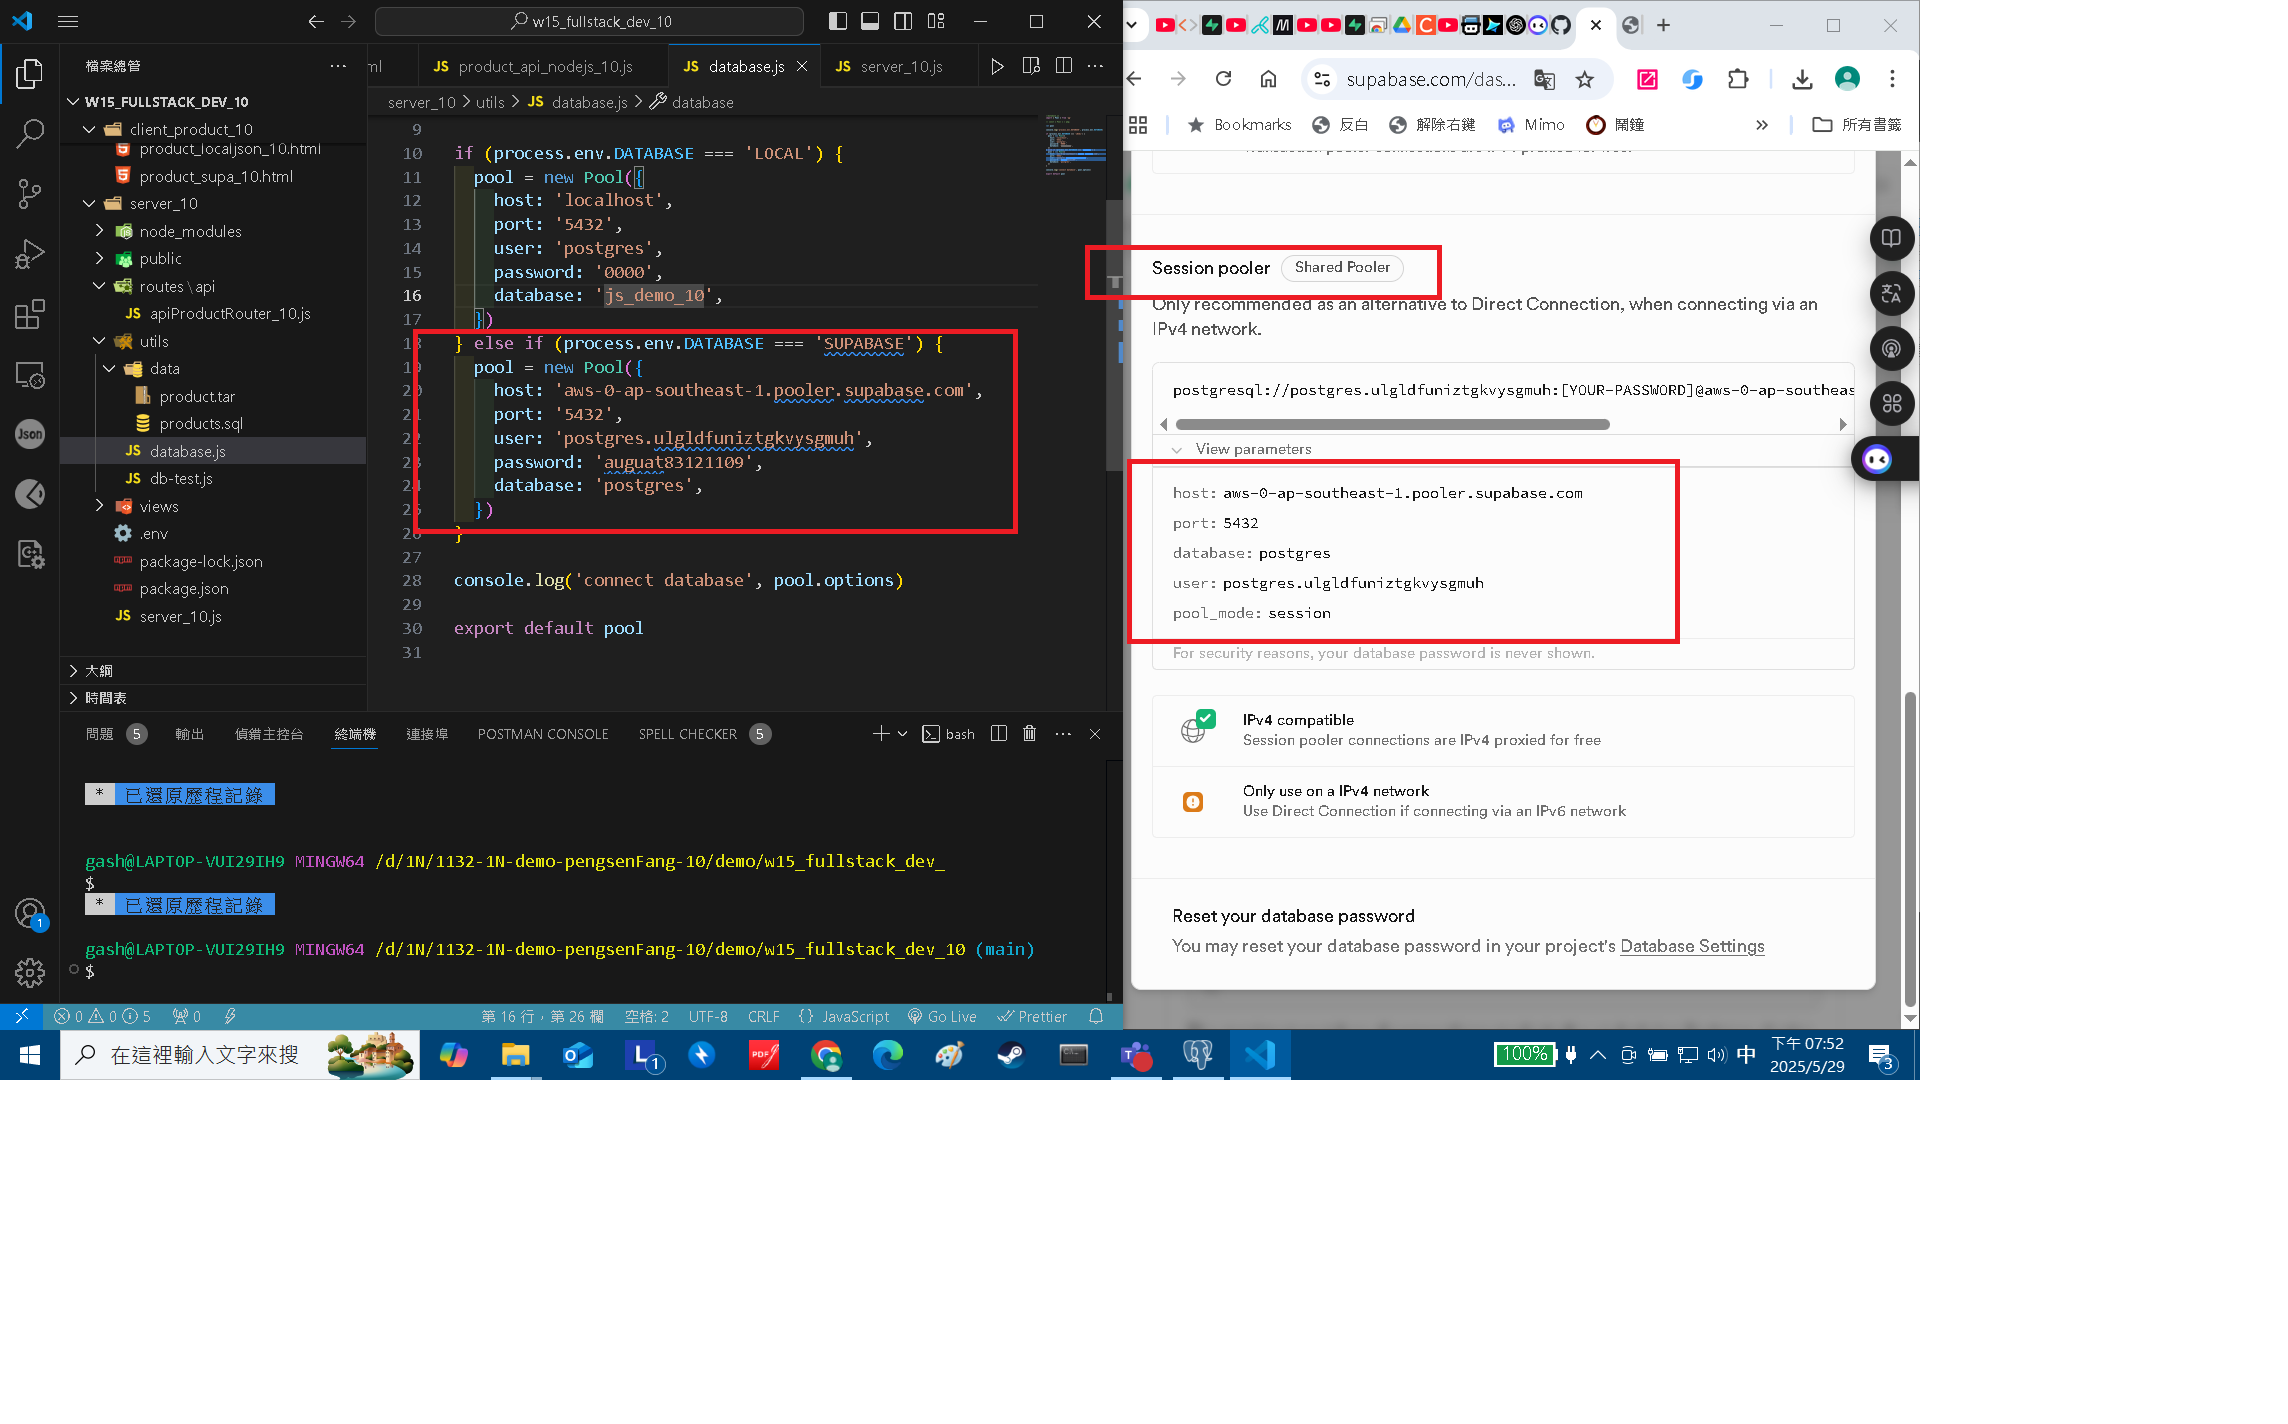 w15_fullstack_dev_10
檔案總管
ml
JS product_api_nodejs_10.js
JS database.js
JS server_10.js
server_10 > utils > JS database.js > database
W15_FULLSTACK_DEV_10
client_product_10
product_localjson_10.html
product_supa_10.html
server_10
node_modules
public
routes \ api
JS apiProductRouter_10.js
utils
data
product.tar
products.sql
JS database.js
JS db-test.js
views
.env
package-lock.json
package.json
JS server_10.js
大綱
時間表
9
10 if (process.env.DATABASE === 'LOCAL') {
11 pool = new Pool({
12 host: 'localhost',
13 port: '5432',
14 user: 'postgres',
15 password: '0000',
16 database: 'js_demo_10',
17 })
18 } else if (process.env.DATABASE === 'SUPABASE') {
19 pool = new Pool({
20 host: 'aws-0-ap-southeast-1.pooler.supabase.com',
21 port: '5432',
22 user: 'postgres.ulgldfuniztgkvysgmuh',
23 password: 'auguat83121109',
24 database: 'postgres',
25 })
26 }
27
28 console.log('connect database', pool.options)
29
30 export default pool
31
問題 5 輸出 偵錯主控台 終端機 連接埠 POSTMAN CONSOLE SPELL CHECKER 5
bash
* 已還原歷程記錄
gash@LAPTOP-VUI29IH9 MINGW64 /d/1N/1132-1N-demo-pengsenFang-10/demo/w15_fullstack_dev_
$
* 已還原歷程記錄
gash@LAPTOP-VUI29IH9 MINGW64 /d/1N/1132-1N-demo-pengsenFang-10/demo/w15_fullstack_dev_10 (main)
$
Json
1
0 0 5 0 第 16 行，第 26 欄 空格: 2 UTF-8 CRLF {} JavaScript Go Live Prettier
supabase.com/das...
Bookmarks 反白 解除右鍵 Mimo 鬧鐘 » 所有書籤
Session pooler Shared Pooler
Only recommended as an alternative to Direct Connection, when connecting via an
IPv4 network.
postgresql://postgres.ulgldfuniztgkvysgmuh:[YOUR-PASSWORD]@aws-0-ap-southeas
View parameters
host: aws-0-ap-southeast-1.pooler.supabase.com
port: 5432
database: postgres
user: postgres.ulgldfuniztgkvysgmuh
pool_mode: session
For security reasons, your database password is never shown.
IPv4 compatible
Session pooler connections are IPv4 proxied for free
Only use on a IPv4 network
Use Direct Connection if connecting via an IPv6 network
Reset your database password
You may reset your database password in your project's Database Settings
在這裡輸入文字來搜
L 1
PDF
100%
中
下午 07:52
2025/5/29
3